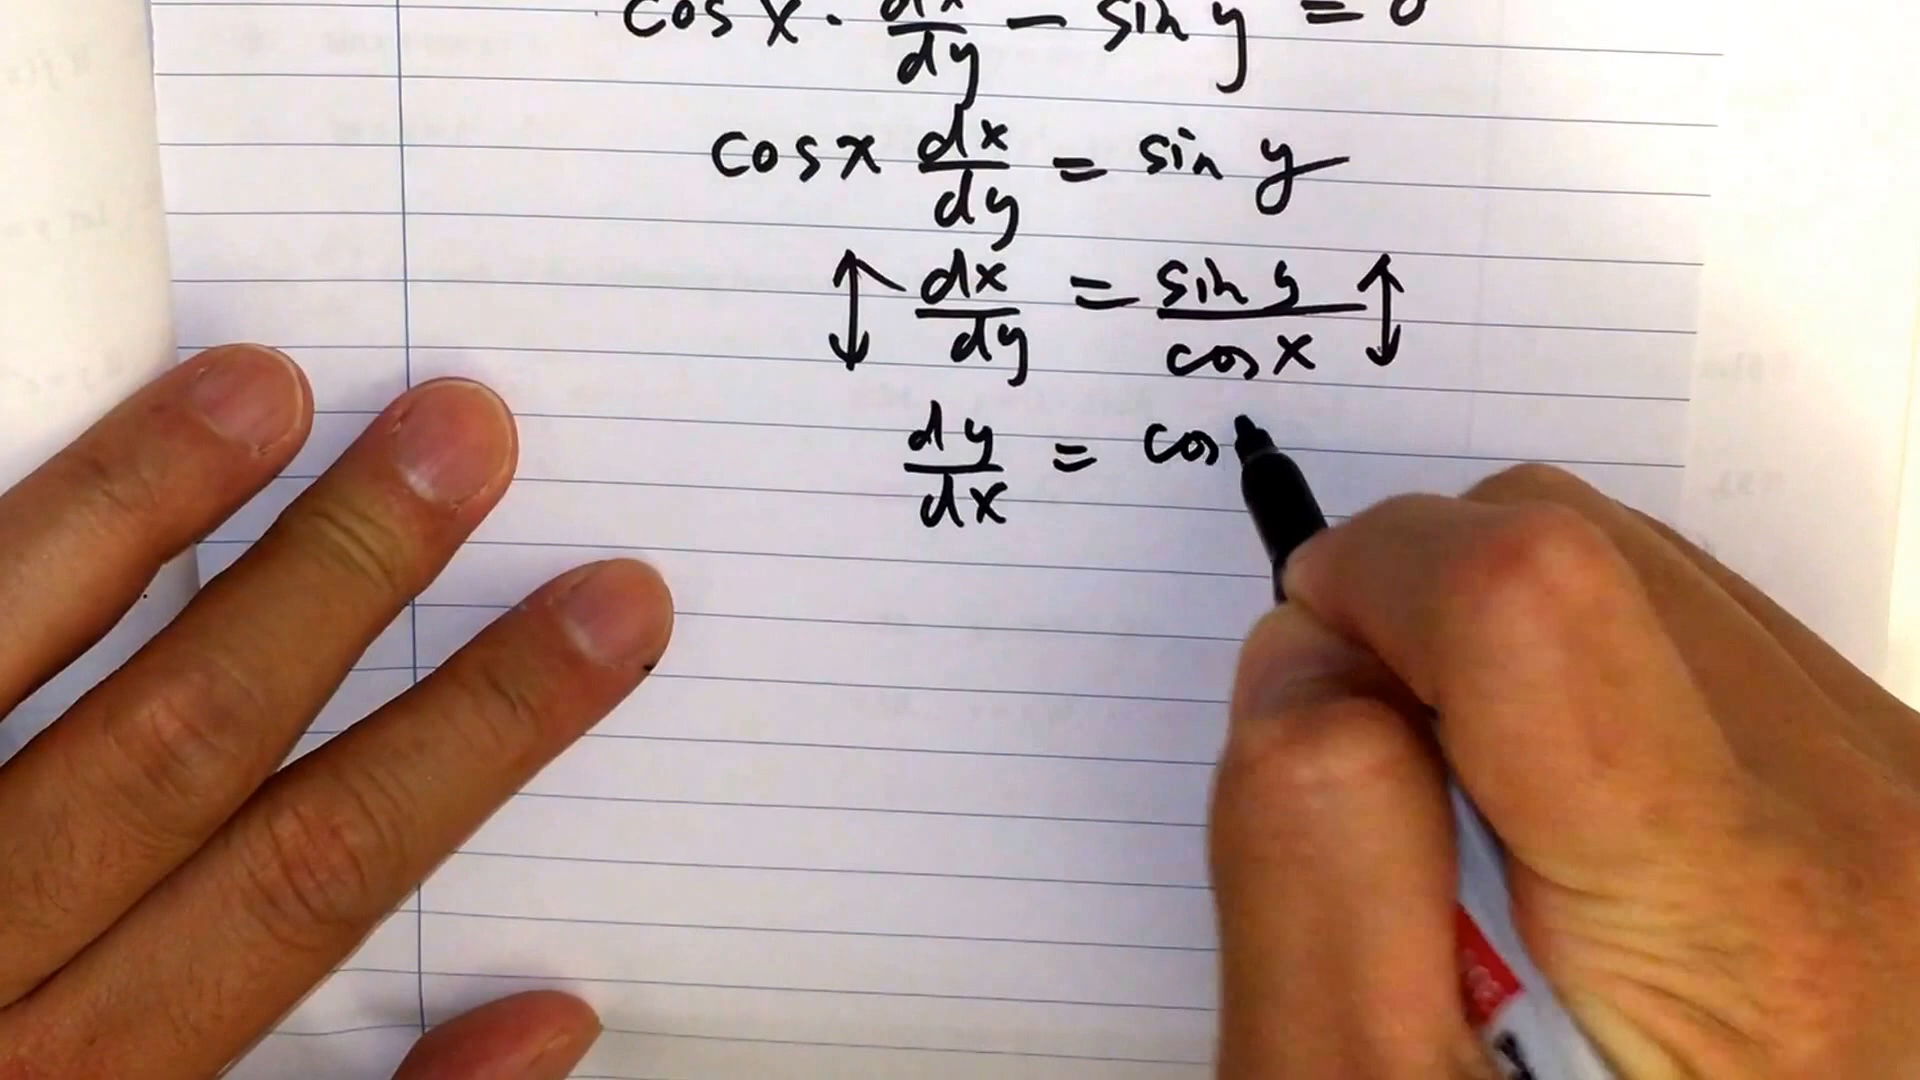 cos x · dx/dy − sin y = 0
cos x dx/dy = sin y
↕ dx/dy = sin y/cos x ↕
dy/dx = cos